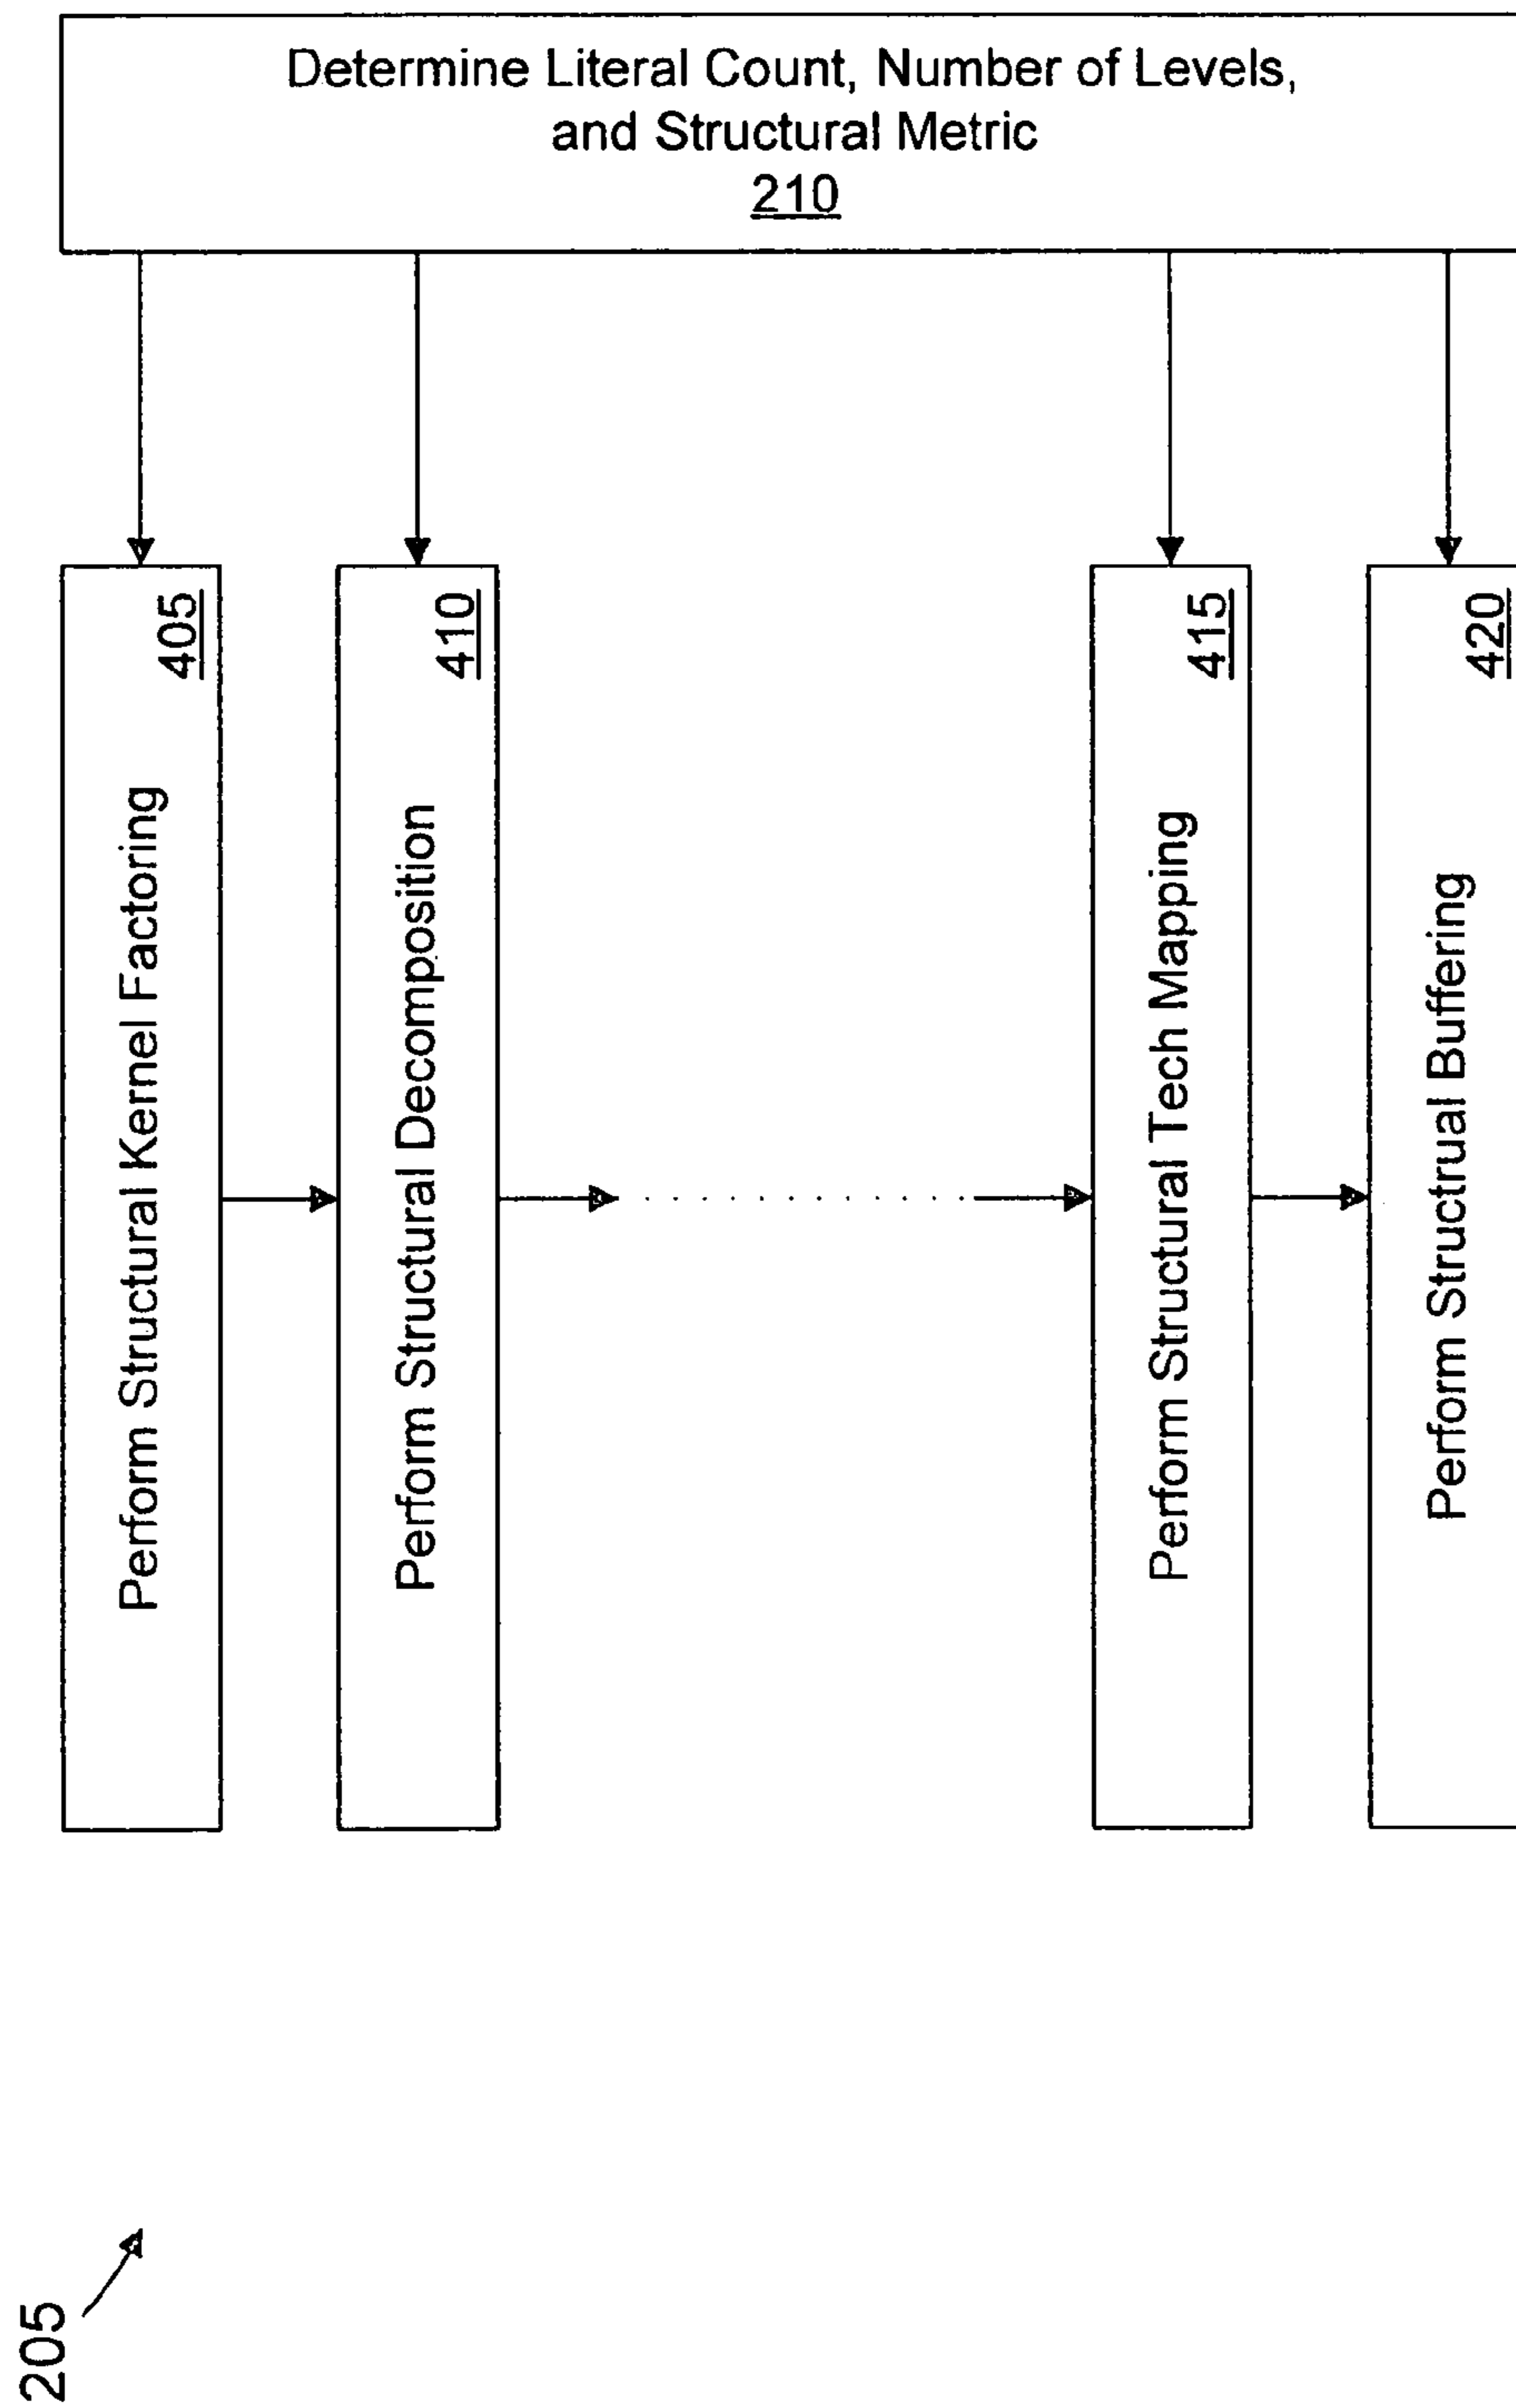 Determine Literal Count, Number of Levels,
and Structural Metric
210
Perform Structural Kernel Factoring
405
Perform Structural Decomposition
410
Perform Structural Tech Mapping
415
Perform Structrual Buffering
420
205